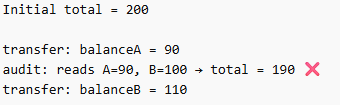 Initial total = 200
transfer: balanceA = 90
audit: reads A=90, B=100 → total = 190 ❌
transfer: balanceB = 110